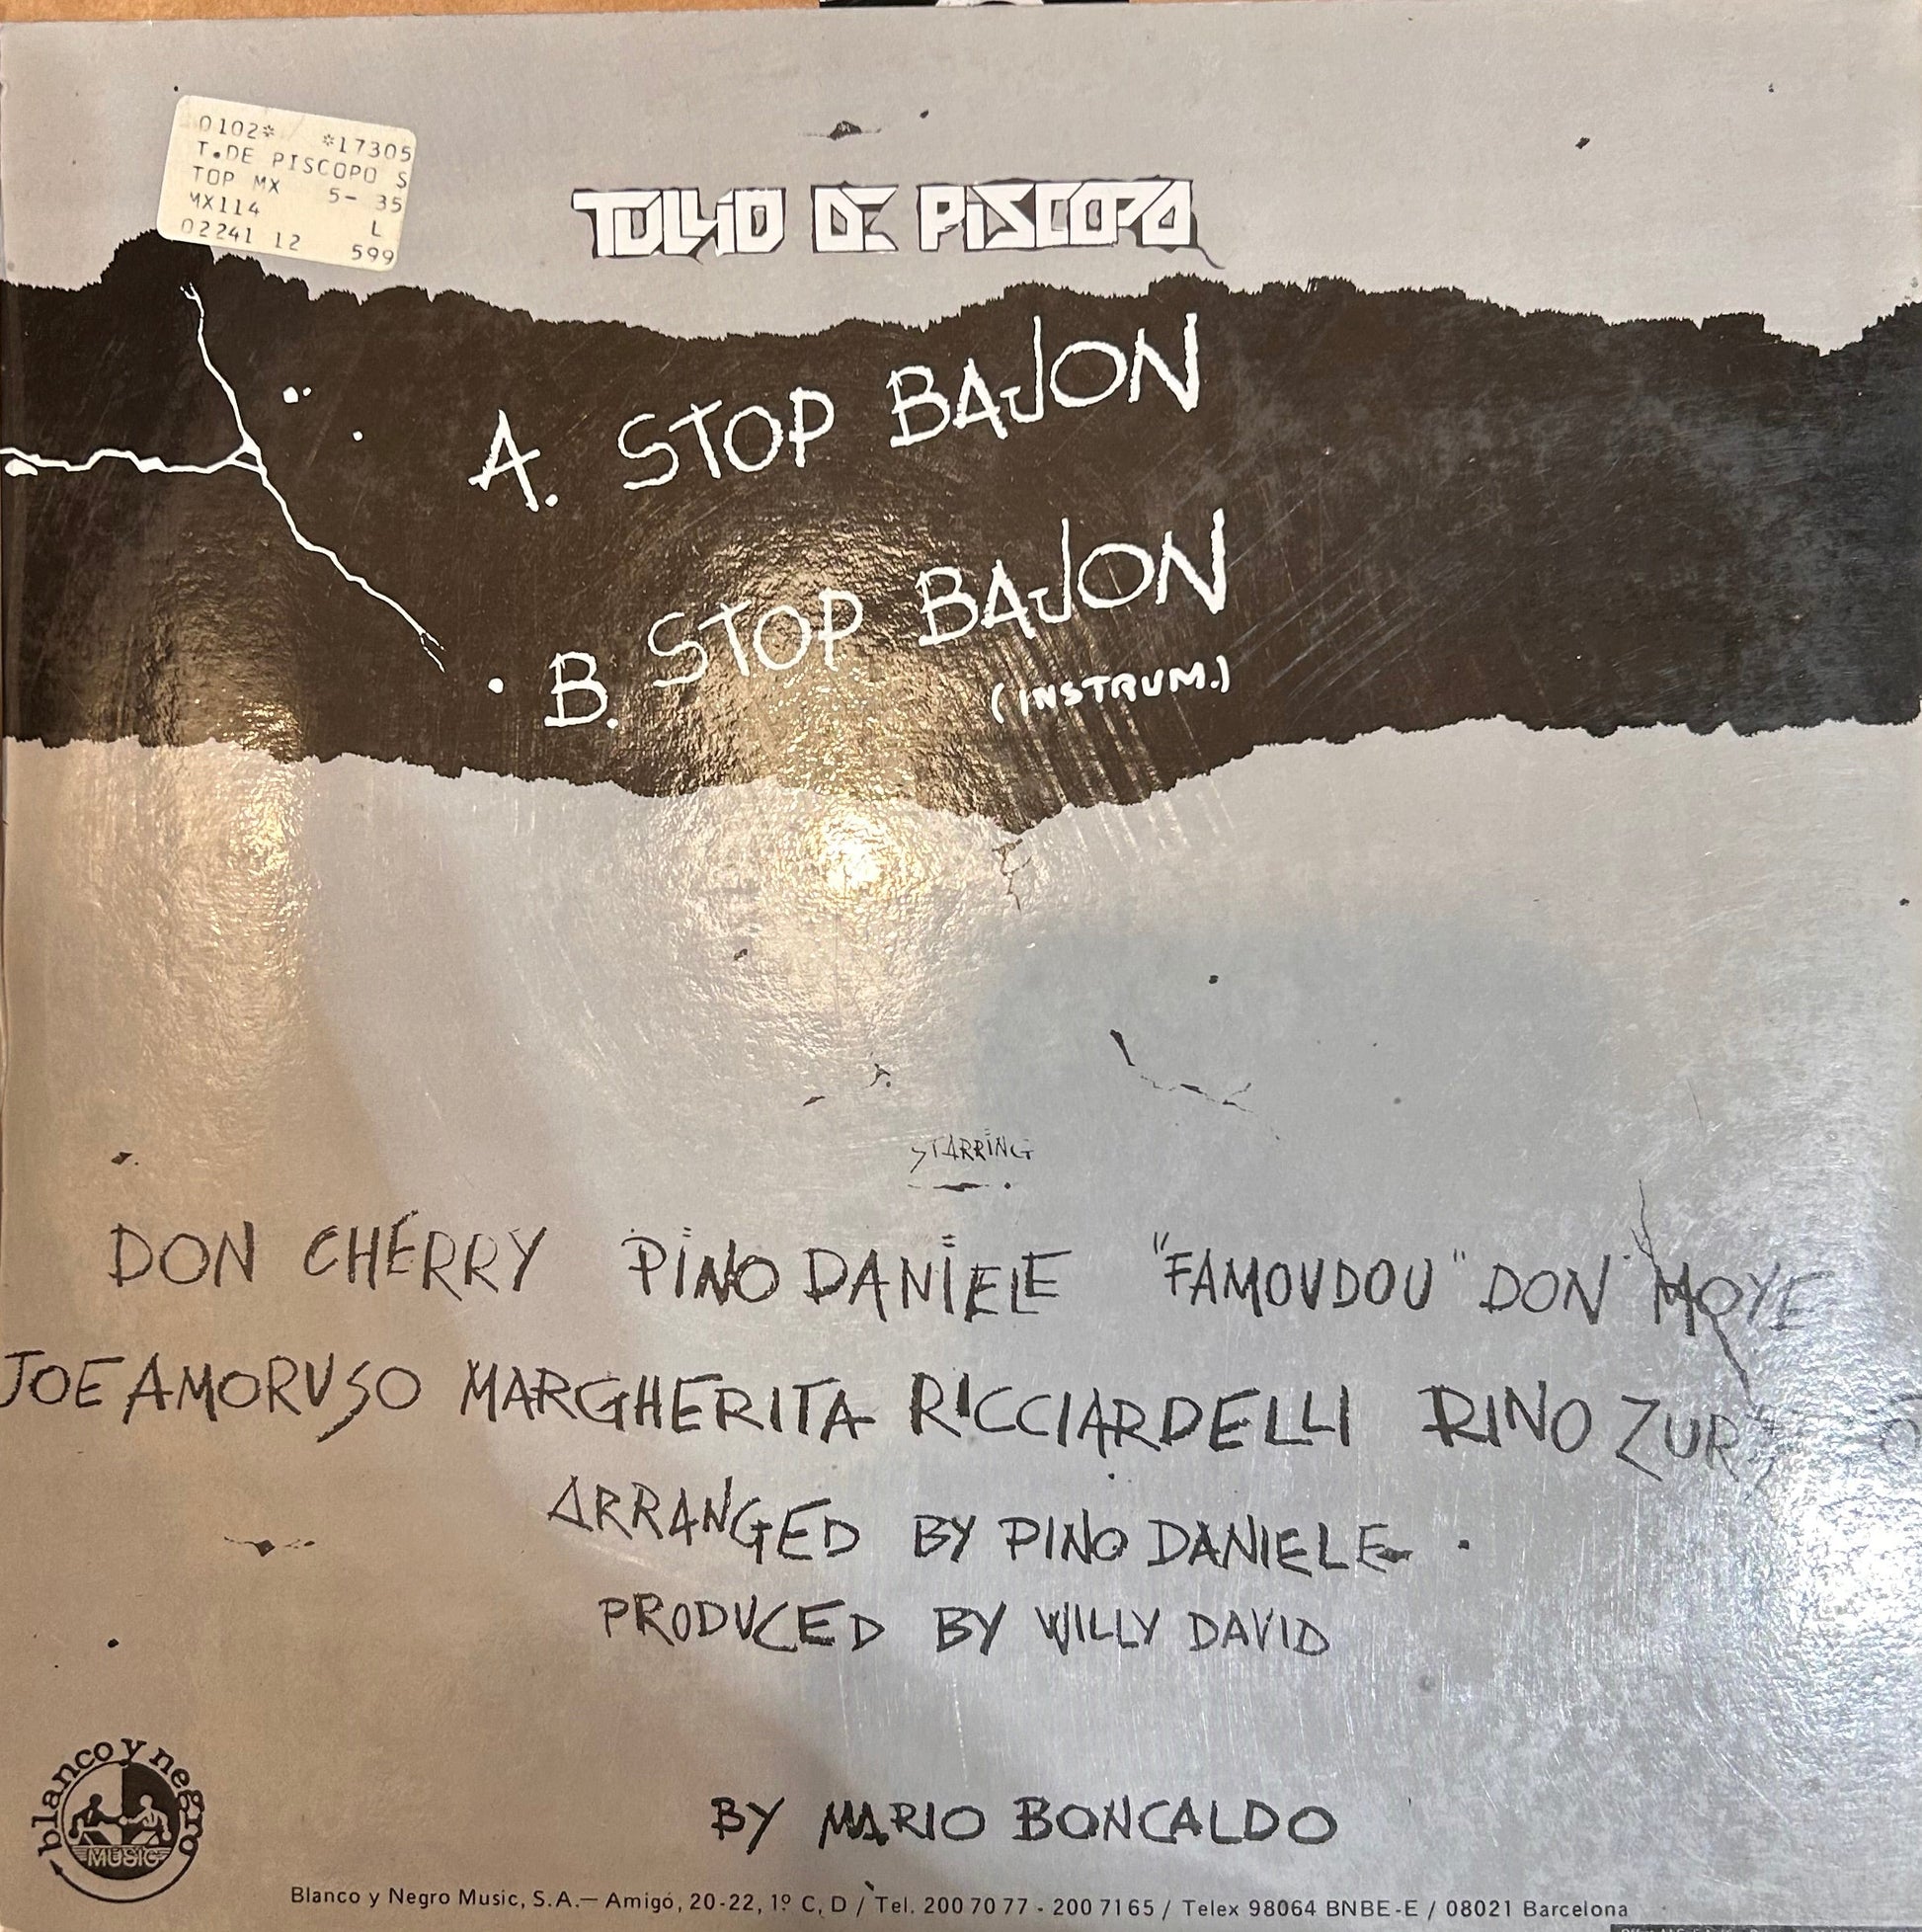 0102* *17305
T.DE PISCOPO S
TOP MX 5- 35
MX114 L
02241 12 599
TULLIO DE PISCOPO
A. STOP BAJON
B. STOP BAJON
(INSTRUM.)
STARRING
DON CHERRY PINO DANIELE "FAMOUDOU" DON MOYE
JOE AMORUSO MARGHERITA RICCIARDELLI RINO
ARRANGED BY PINO DANIELE
PRODUCED BY WILLY DAVID
blanco y negro
MUSIC
BY MARIO BONCALDO
Blanco y Negro Music, S.A.— Amigó, 20-22, 1º C, D / Tel. 200 70 77 - 200 71 65 / Telex 98064 BNBE-E / 08021 Barcelona